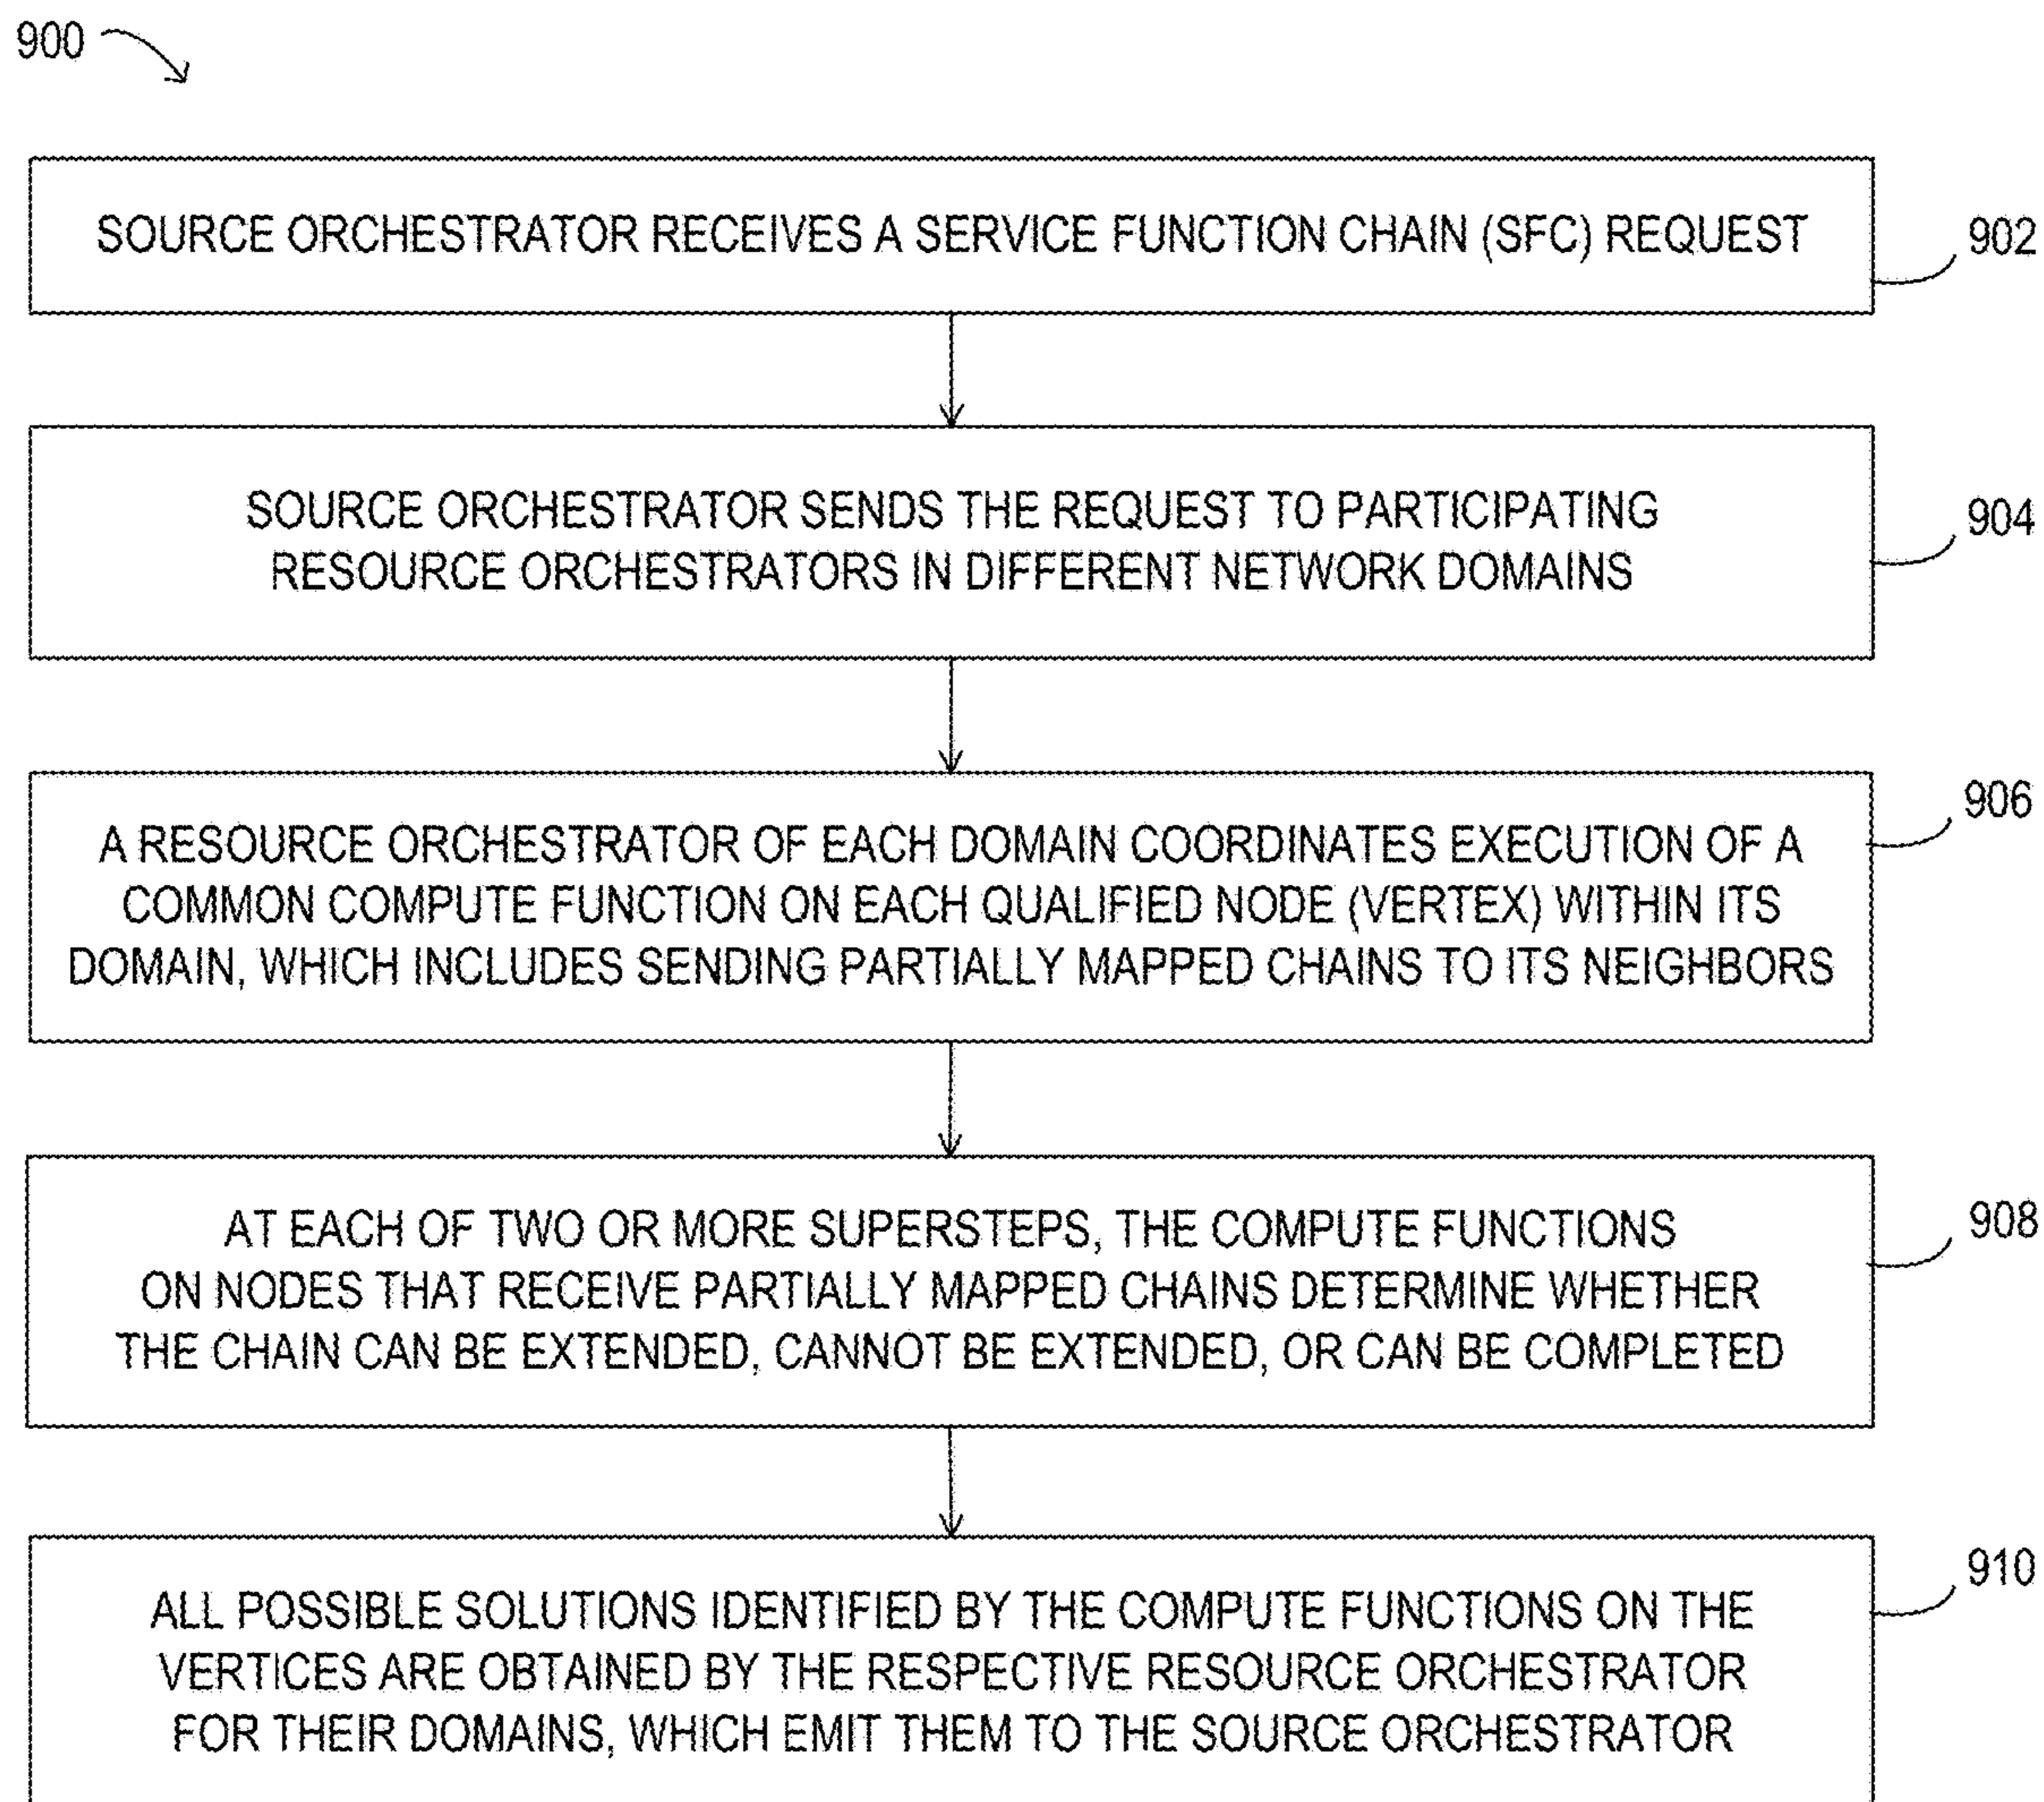 900
SOURCE ORCHESTRATOR RECEIVES A SERVICE FUNCTION CHAIN (SFC) REQUEST
902
SOURCE ORCHESTRATOR SENDS THE REQUEST TO PARTICIPATING
RESOURCE ORCHESTRATORS IN DIFFERENT NETWORK DOMAINS
904
A RESOURCE ORCHESTRATOR OF EACH DOMAIN COORDINATES EXECUTION OF A
COMMON COMPUTE FUNCTION ON EACH QUALIFIED NODE (VERTEX) WITHIN ITS
DOMAIN, WHICH INCLUDES SENDING PARTIALLY MAPPED CHAINS TO ITS NEIGHBORS
906
AT EACH OF TWO OR MORE SUPERSTEPS, THE COMPUTE FUNCTIONS
ON NODES THAT RECEIVE PARTIALLY MAPPED CHAINS DETERMINE WHETHER
THE CHAIN CAN BE EXTENDED, CANNOT BE EXTENDED, OR CAN BE COMPLETED
908
ALL POSSIBLE SOLUTIONS IDENTIFIED BY THE COMPUTE FUNCTIONS ON THE
VERTICES ARE OBTAINED BY THE RESPECTIVE RESOURCE ORCHESTRATOR
FOR THEIR DOMAINS, WHICH EMIT THEM TO THE SOURCE ORCHESTRATOR
910